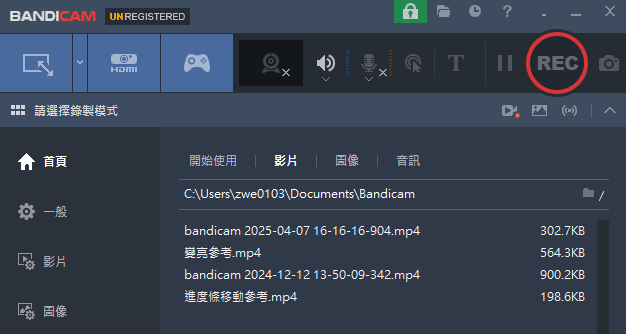 BANDICAM UNREGISTERED
?
HDMI
T
REC
請選擇錄製模式
首頁
開始使用
影片
圖像
音訊
C:\Users\zwe0103\Documents\Bandicam
/
一般
bandicam 2025-04-07 16-16-16-904.mp4 302.7KB
變亮參考.mp4 564.3KB
影片
bandicam 2024-12-12 13-50-09-342.mp4 900.2KB
進度條移動參考.mp4 198.6KB
圖像